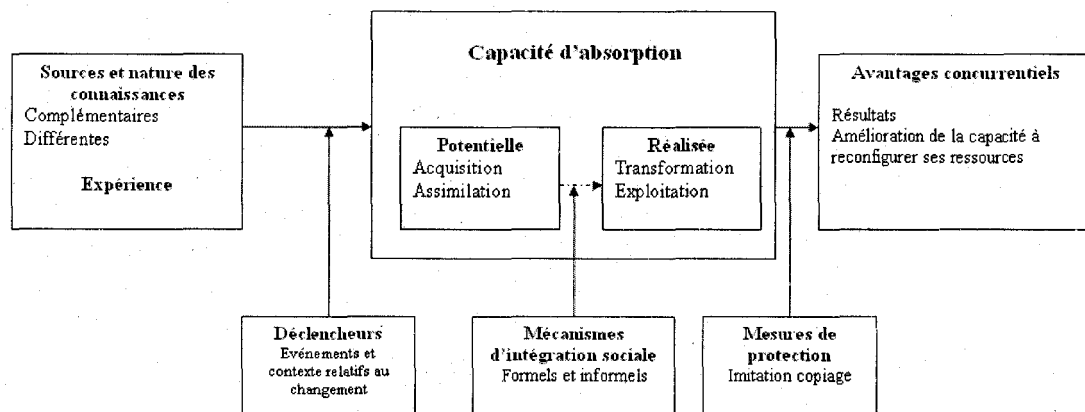 Sources et nature des
connaissances
Complémentaires
Différentes
Expérience
Capacité d'absorption
Potentielle
Acquisition
Assimilation
Réalisée
Transformation
Exploitation
Avantages concurrentiels
Résultats
Amélioration de la capacité à
reconfigurer ses ressources
Déclencheurs
Evénements et
contexte relatifs au
changement
Mécanismes
d'intégration sociale
Formels et informels
Mesures de
protection
Imitation copiage